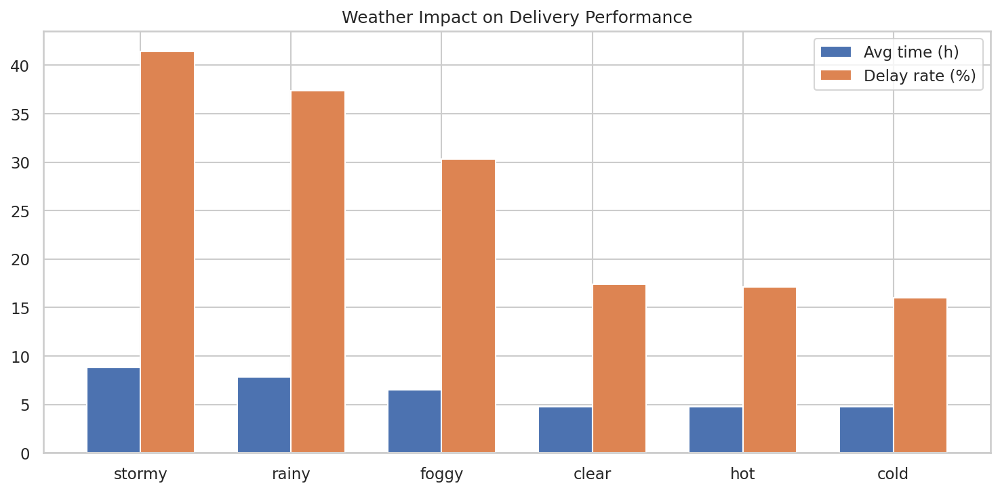 Weather Impact on Delivery Performance
Avg time (h)
Delay rate (%)
40
35
30
25
20
15
10
5
0
stormy rainy foggy clear hot cold